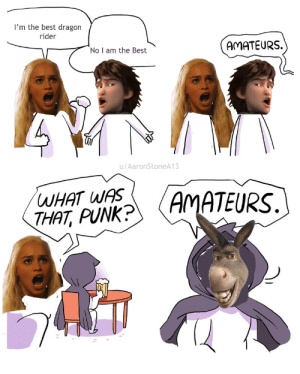 I'm the best dragon
rider
No I am the Best
AMATEURS.
u/AaronStoneA13
WHAT WAS
THAT, PUNK?
AMATEURS.